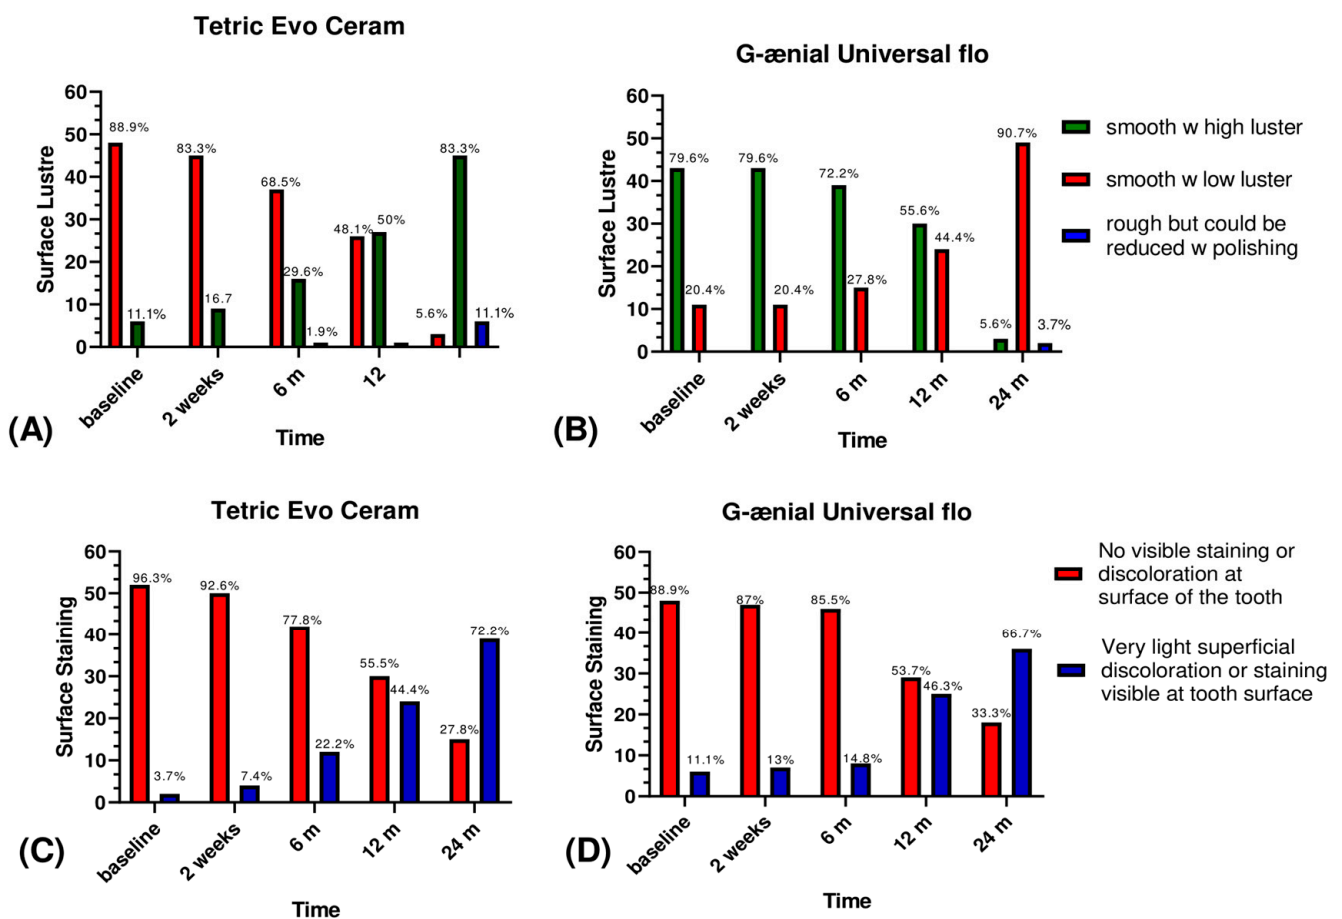 Tetric Evo Ceram
60
50
40
30
20
10
0
Surface Lustre
88.9%
11.1%
83.3%
16.7
68.5%
29.6%
1.9%
48.1%
50%
5.6%
83.3%
11.1%
baseline
2 weeks
6 m
12
Time
(A)
G-ænial Universal flo
60
50
40
30
20
10
0
Surface Lustre
79.6%
20.4%
79.6%
20.4%
72.2%
27.8%
55.6%
44.4%
5.6%
90.7%
3.7%
baseline
2 weeks
6 m
12 m
24 m
Time
(B)
smooth w high luster
smooth w low luster
rough but could be
reduced w polishing
Tetric Evo Ceram
60
50
40
30
20
10
0
Surface Staining
96.3%
3.7%
92.6%
7.4%
77.8%
22.2%
55.5%
44.4%
27.8%
72.2%
baseline
2 weeks
6 m
12 m
24 m
Time
(C)
G-ænial Universal flo
60
50
40
30
20
10
0
Surface Staining
88.9%
11.1%
87%
13%
85.5%
14.8%
53.7%
46.3%
33.3%
66.7%
baseline
2 weeks
6 m
12 m
24 m
Time
(D)
No visible staining or
discoloration at
surface of the tooth
Very light superficial
discoloration or staining
visible at tooth surface